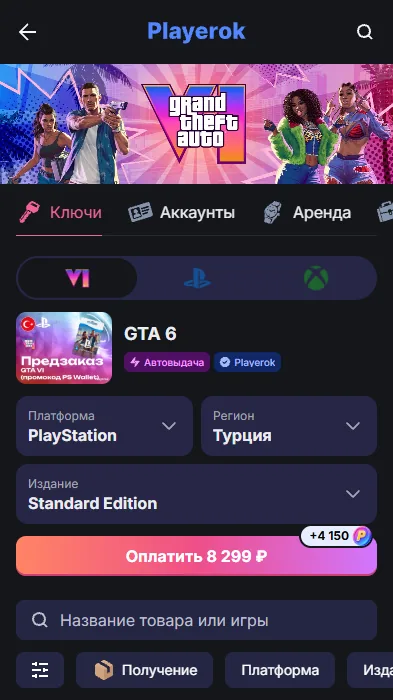 Playerok
VI
grand
theft
auto
Ключи
Аккаунты
Аренда
VI
Предзаказ
GTA VI
(промокод PS Wallet)
GTA 6
Автовыдача
Playerok
Платформа
PlayStation
Регион
Турция
Издание
Standard Edition
+4 150
Оплатить 8 299 ₽
Название товара или игры
Получение
Платформа
Изда